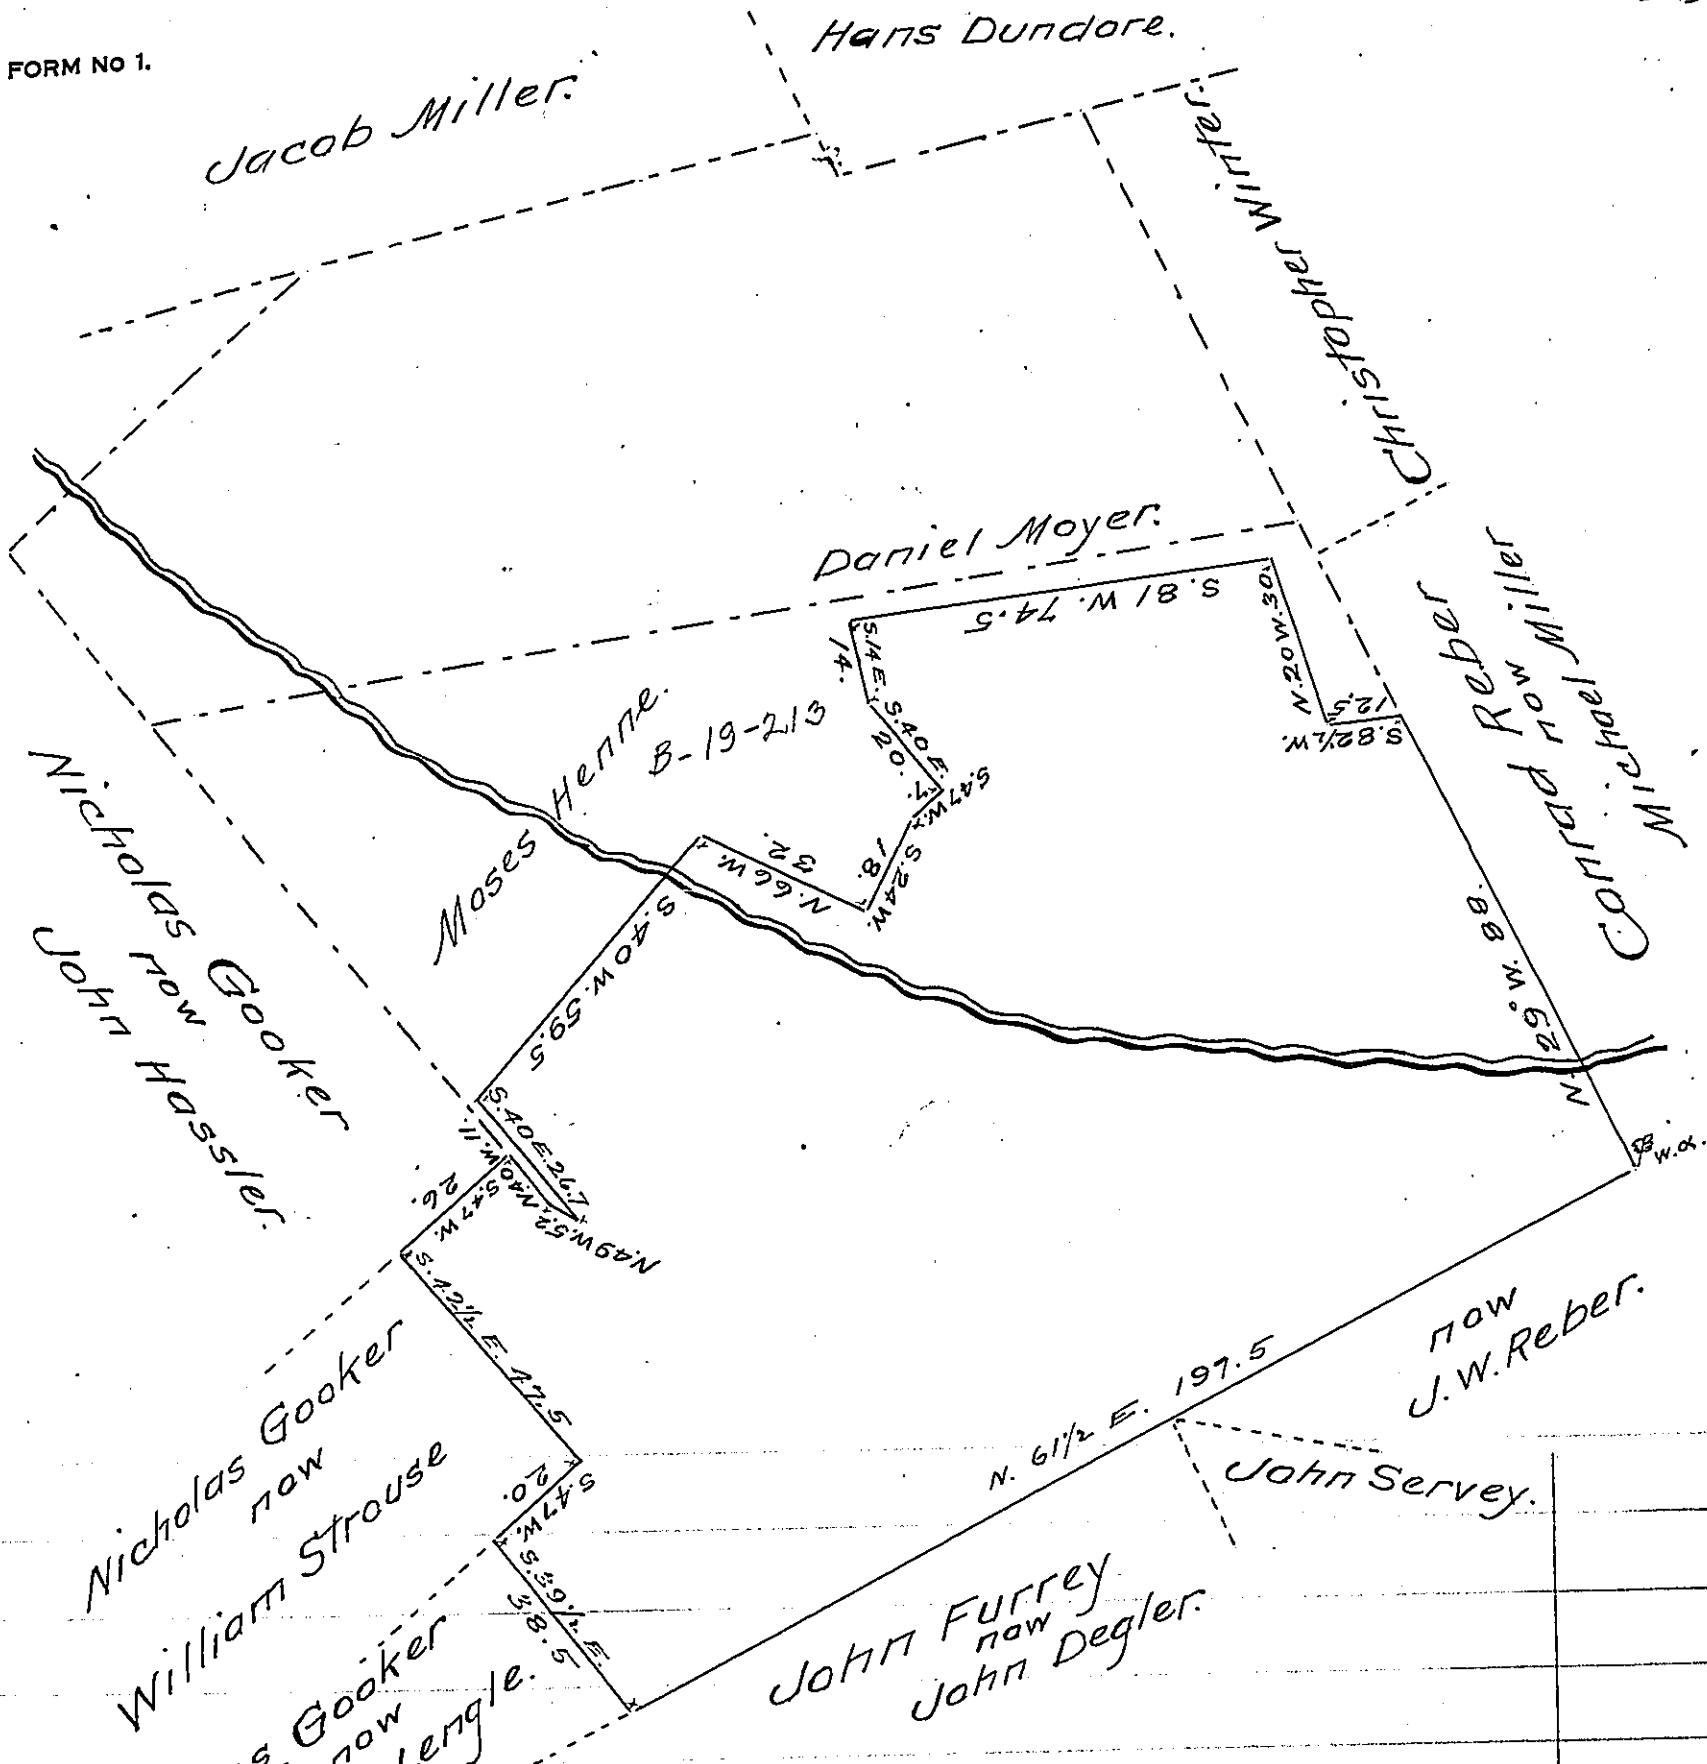 FORM No 1.
Hans Dundore.
Jacob Miller.
Christopher Winter.
Daniel Moyer.
S. 81 W. 74.5
N. 20 W. 30.
S. 82½ W.
12.5
S. 14 E.
14.
S. 40 E.
20.
S. 47 W.
7.
S. 24 W.
18.
N. 66 W.
32.
S. 40 W. 59.5
Moses Henne.
B-19-213
Conrad Reber
now
Michael Miller
N. 29° W. 88.
Nicholas Gooker
now
John Hassler.
S. 40 E. 26.7
N. 49 W. 5.2
N. 40 W. 11.
S. 47 W.
26.
S. 42½ E. 47.5
Nicholas Gooker
now
William Strouse
S. 47 W.
20.
S. 39½ E.
38.5
s Gooker
now
Lengle.
N. 61½ E. 197.5
now
J. W. Reber.
John Servey.
John Furrey
now
John Degler.